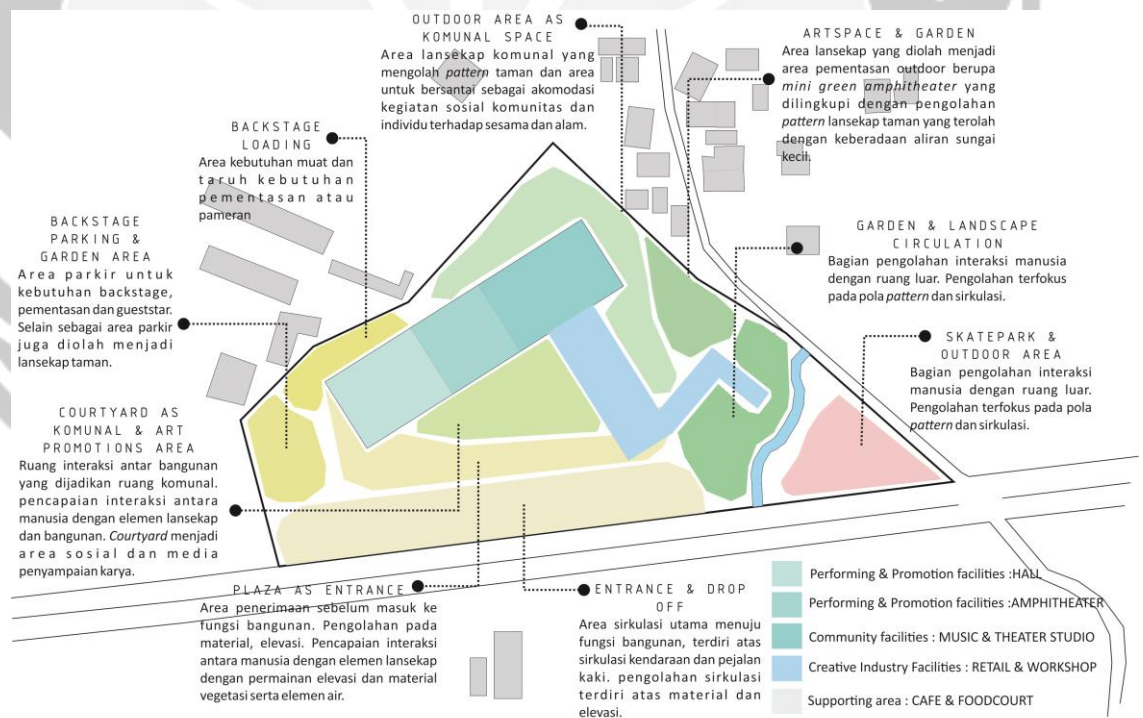 OUTDOOR AREA AS
KOMUNAL SPACE
Area lansekap komunal yang
mengolah pattern taman dan area
untuk bersantai sebagai akomodasi
kegiatan sosial komunitas dan
individu terhadap sesama dan alam.
ARTSPACE & GARDEN
Area lansekap yang diolah menjadi
area pementasan outdoor berupa
mini green amphitheater yang
dilingkupi dengan pengolahan
pattern lansekap taman yang terolah
dengan keberadaan aliran sungai
kecil.
BACKSTAGE
LOADING
Area kebutuhan muat dan
taruh kebutuhan
pementasan atau
pameran
BACKSTAGE
PARKING &
GARDEN AREA
Area parkir untuk
kebutuhan backstage,
pementasan dan gueststar.
Selain sebagai area parkir
juga diolah menjadi
lansekap taman.
GARDEN & LANDSCAPE
CIRCULATION
Bagian pengolahan interaksi manusia
dengan ruang luar. Pengolahan terfokus
pada pola pattern dan sirkulasi.
SKATEPARK &
OUTDOOR AREA
Bagian pengolahan interaksi
manusia dengan ruang luar.
Pengolahan terfokus pada pola
pattern dan sirkulasi.
COURTYARD AS
KOMUNAL & ART
PROMOTIONS AREA
Ruang interaksi antar bangunan
yang dijadikan ruang komunal.
pencapaian interaksi antara
manusia dengan elemen lansekap
dan bangunan. Courtyard menjadi
area sosial dan media
penyampaian karya.
PLAZA AS ENTRANCE
Area penerimaan sebelum masuk ke
fungsi bangunan. Pengolahan pada
material, elevasi. Pencapaian interaksi
antara manusia dengan elemen lansekap
dengan permainan elevasi dan material
vegetasi serta elemen air.
ENTRANCE & DROP
OFF
Area sirkulasi utama menuju
fungsi bangunan, terdiri atas
sirkulasi kendaraan dan pejalan
kaki. pengolahan sirkulasi
terdiri atas material dan
elevasi.
Performing & Promotion facilities :HALL
Performing & Promotion facilities :AMPHITHEATER
Community facilities : MUSIC & THEATER STUDIO
Creative Industry Facilities : RETAIL & WORKSHOP
Supporting area : CAFE & FOODCOURT